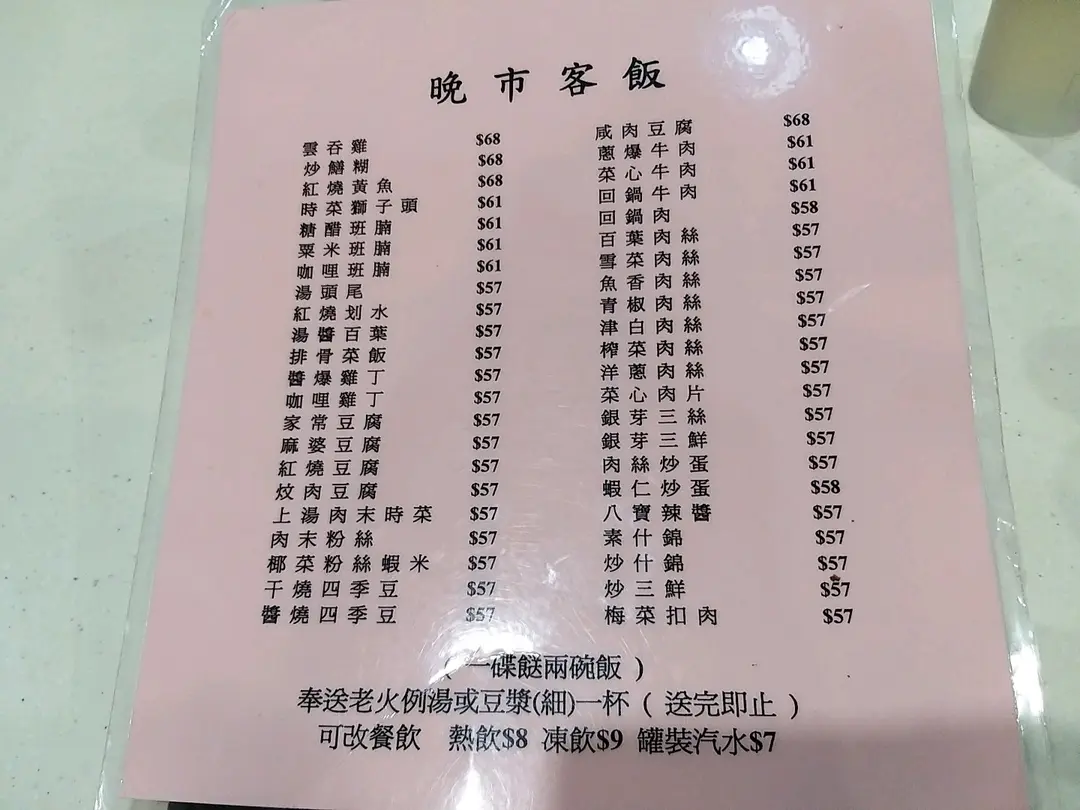 晚市客飯
雲吞雞 $68
炒鱔糊 $68
紅燒黃魚 $68
時菜獅子頭 $61
糖醋班腩 $61
粟米班腩 $61
咖哩班腩 $61
湯頭尾 $57
紅燒划水 $57
湯醬百葉 $57
排骨菜飯 $57
醬爆雞丁 $57
咖哩雞丁 $57
家常豆腐 $57
麻婆豆腐 $57
紅燒豆腐 $57
炆肉豆腐 $57
上湯肉末時菜 $57
肉末粉絲 $57
椰菜粉絲蝦米 $57
干燒四季豆 $57
醬燒四季豆 $57
咸肉豆腐 $68
蔥爆牛肉 $61
菜心牛肉 $61
回鍋牛肉 $61
回鍋肉 $58
百葉肉絲 $57
雪菜肉絲 $57
魚香肉絲 $57
青椒肉絲 $57
津白肉絲 $57
榨菜肉絲 $57
洋蔥肉絲 $57
菜心肉片 $57
銀芽三絲 $57
銀芽三鮮 $57
肉絲炒蛋 $57
蝦仁炒蛋 $58
八寶辣醬 $57
素什錦 $57
炒什錦 $57
炒三鮮 $57
梅菜扣肉 $57
( 一碟餸兩碗飯 )
奉送老火例湯或豆漿(細)一杯 ( 送完即止 )
可改餐飲 熱飲$8 凍飲$9 罐裝汽水$7